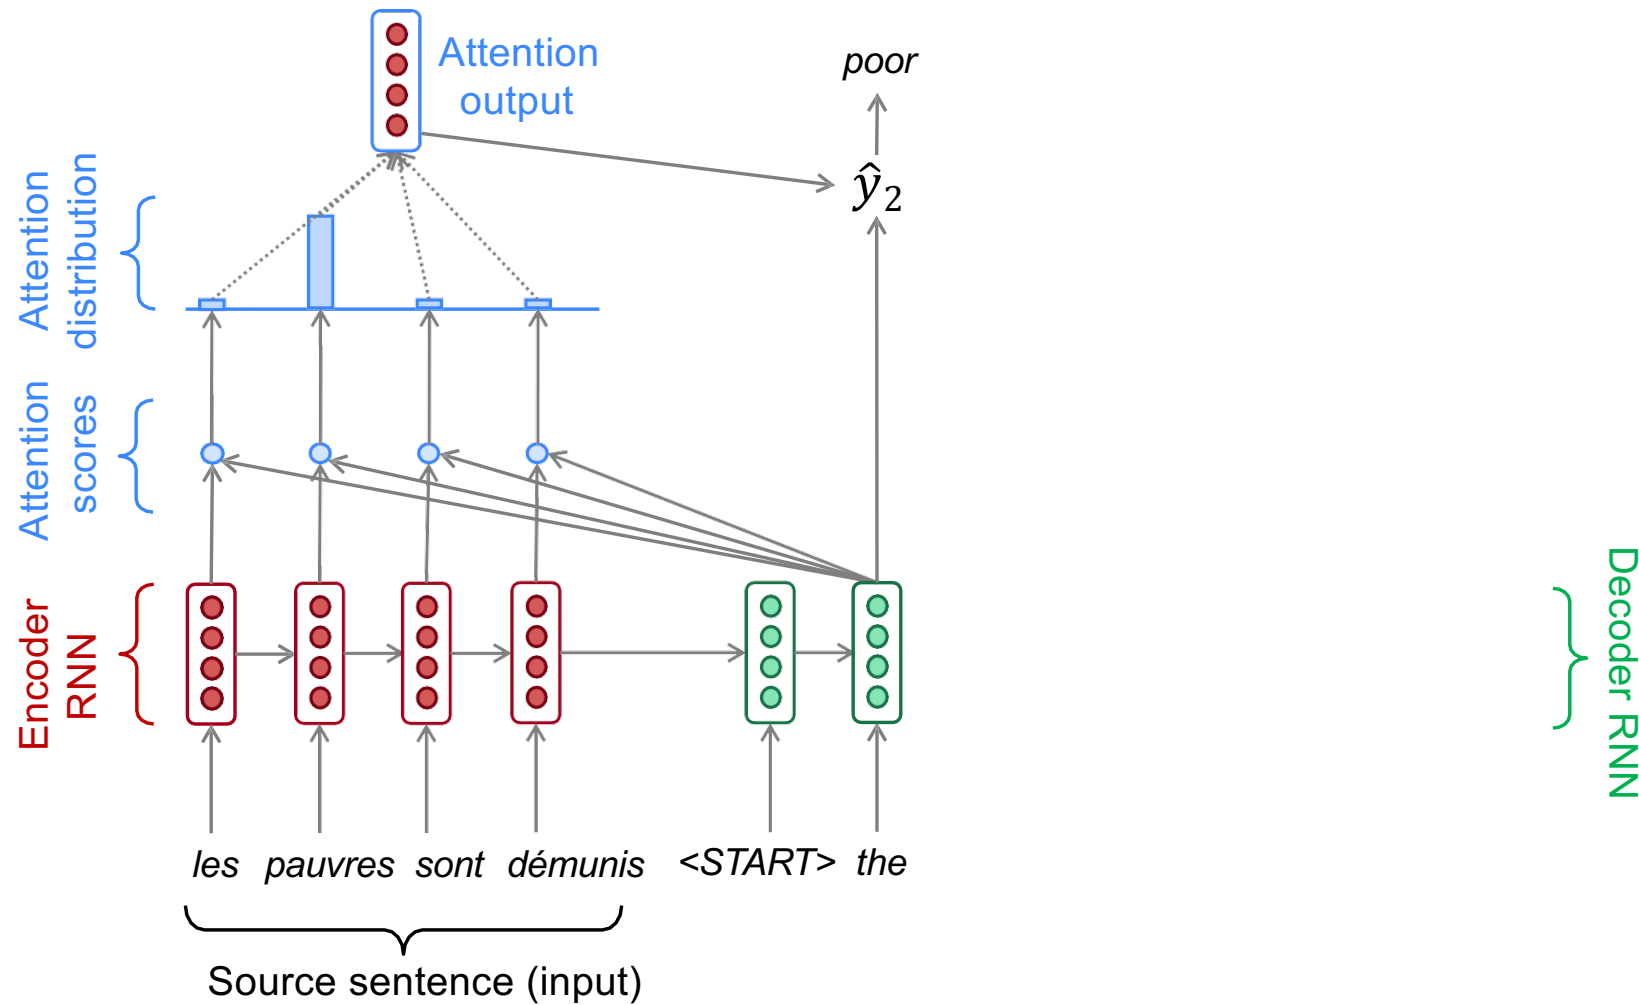 Attention
output
poor
ŷ₂
Attention
distribution
Attention
scores
Encoder
RNN
Decoder RNN
les pauvres sont démunis <START> the
Source sentence (input)